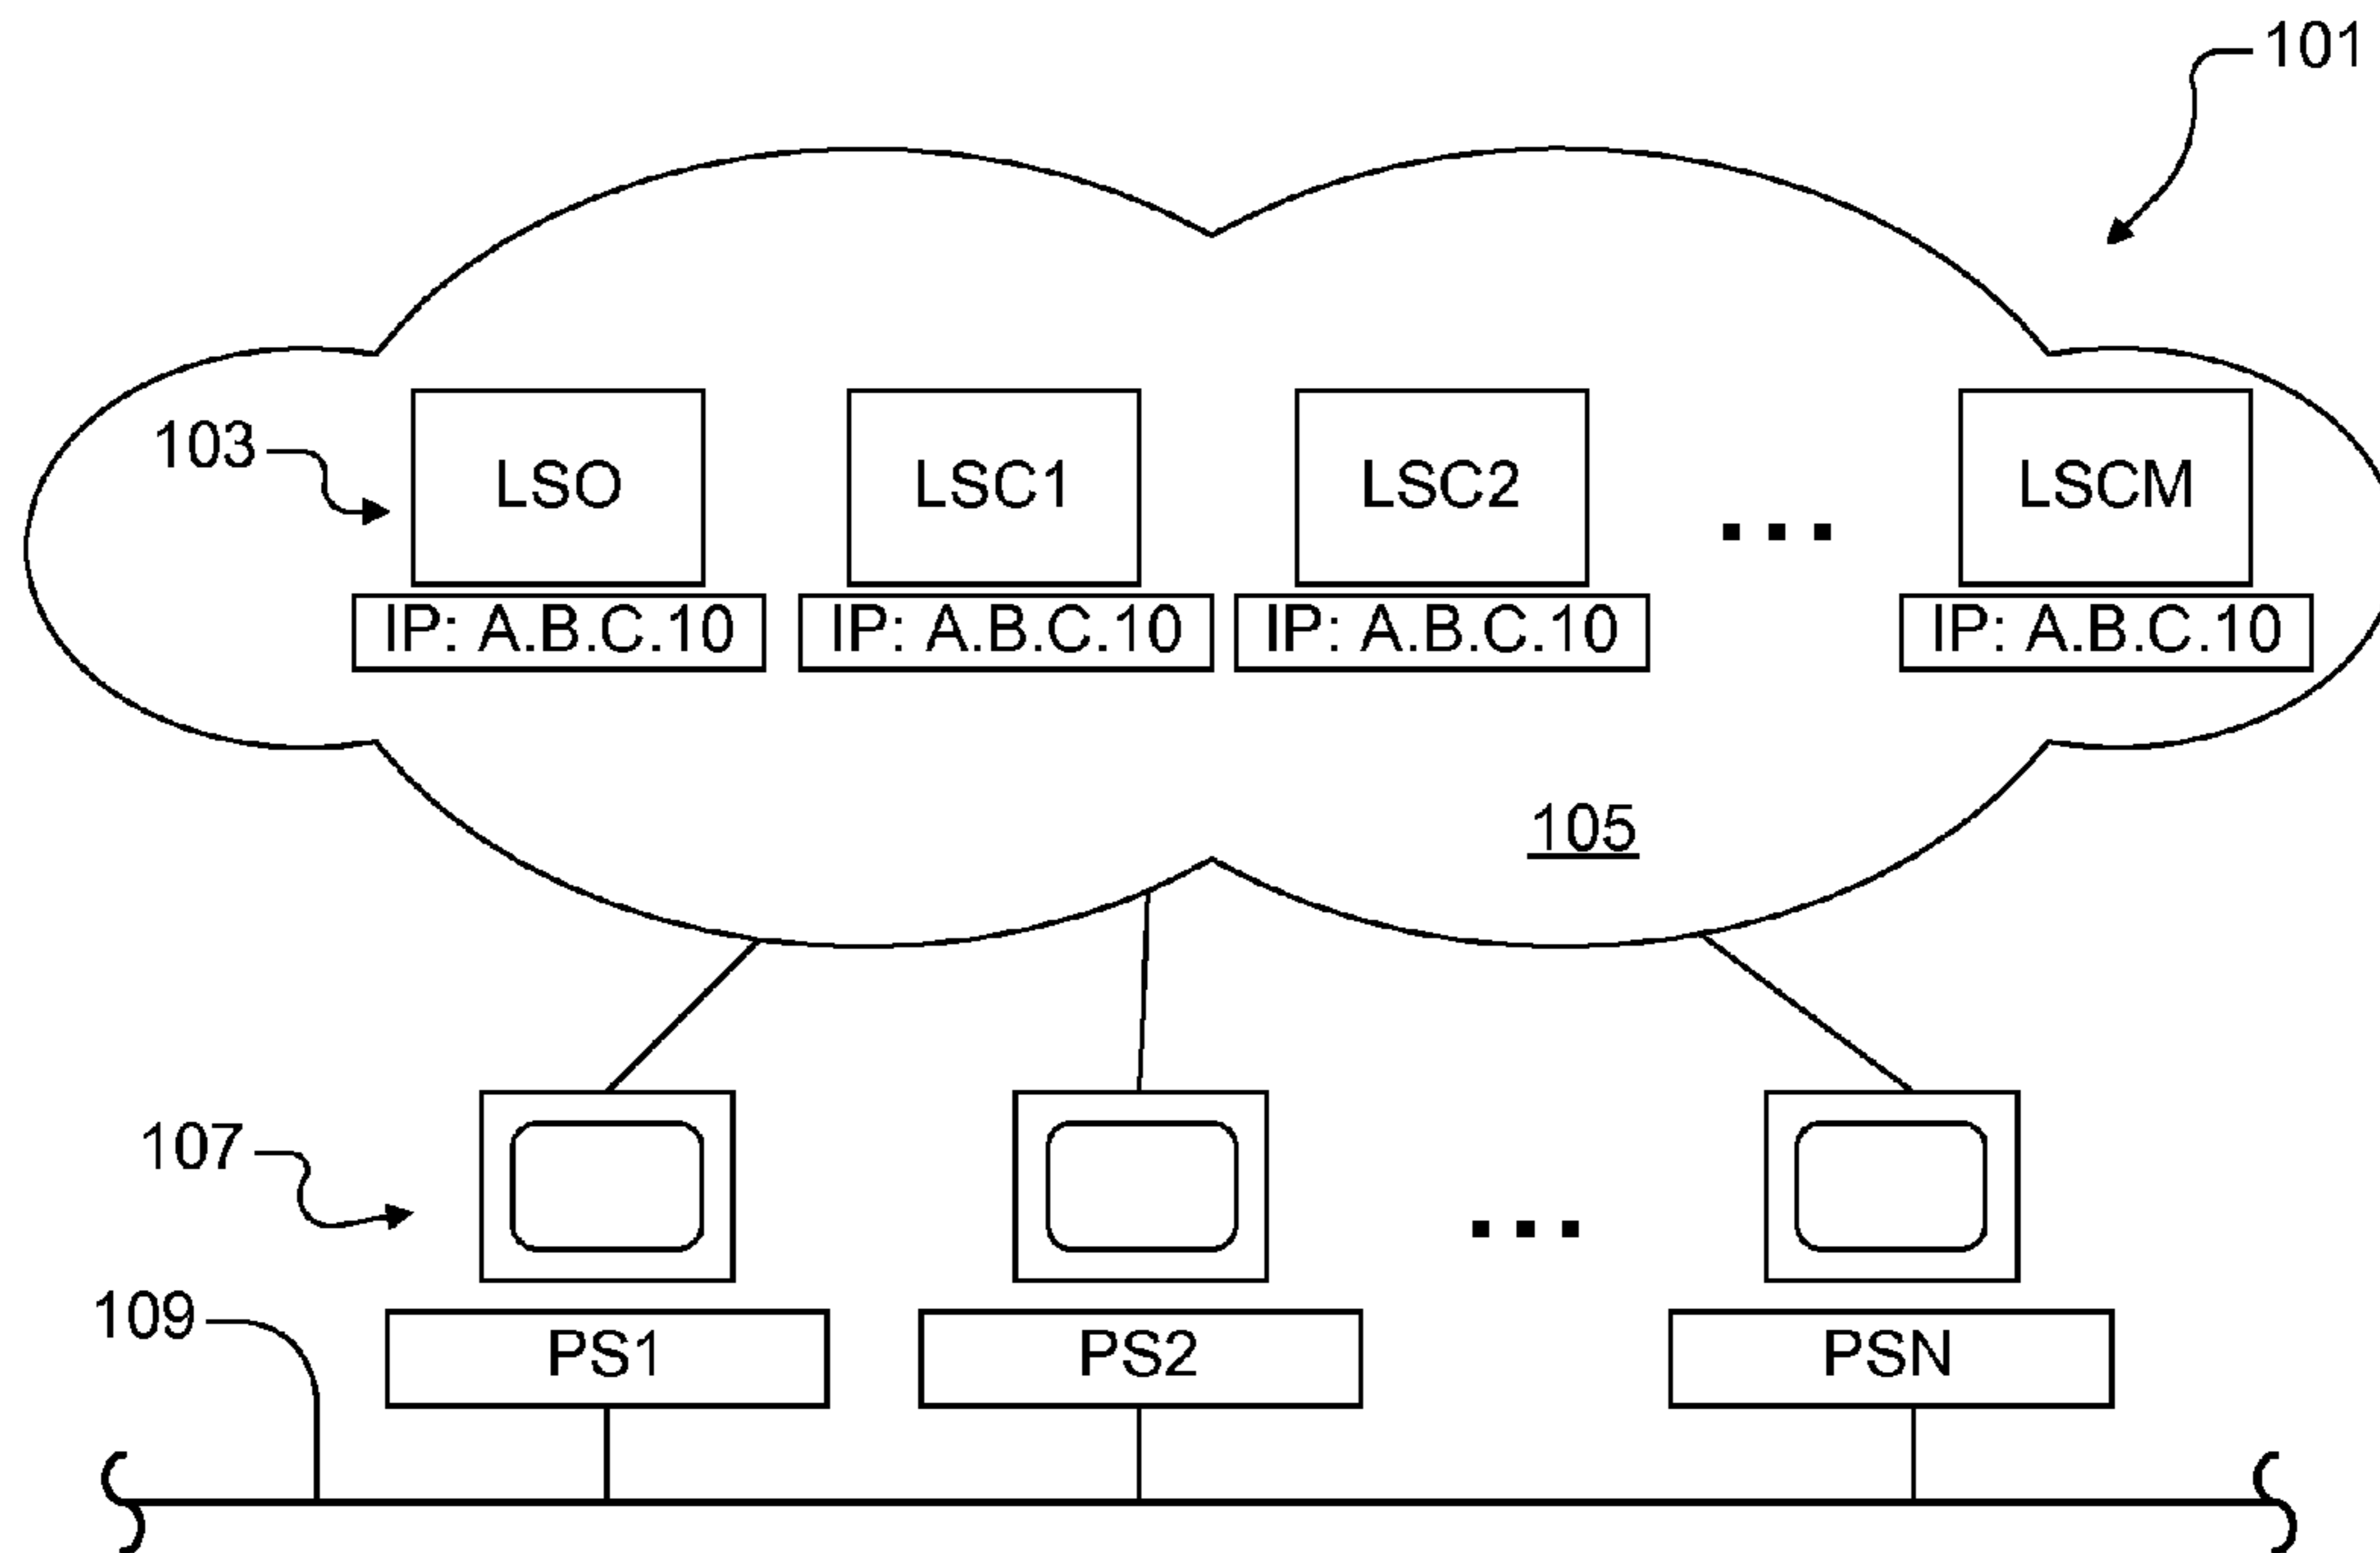 101
103
LSO
LSC1
LSC2
...
LSCM
IP: A.B.C.10
IP: A.B.C.10
IP: A.B.C.10
IP: A.B.C.10
105
107
...
109
PS1
PS2
PSN